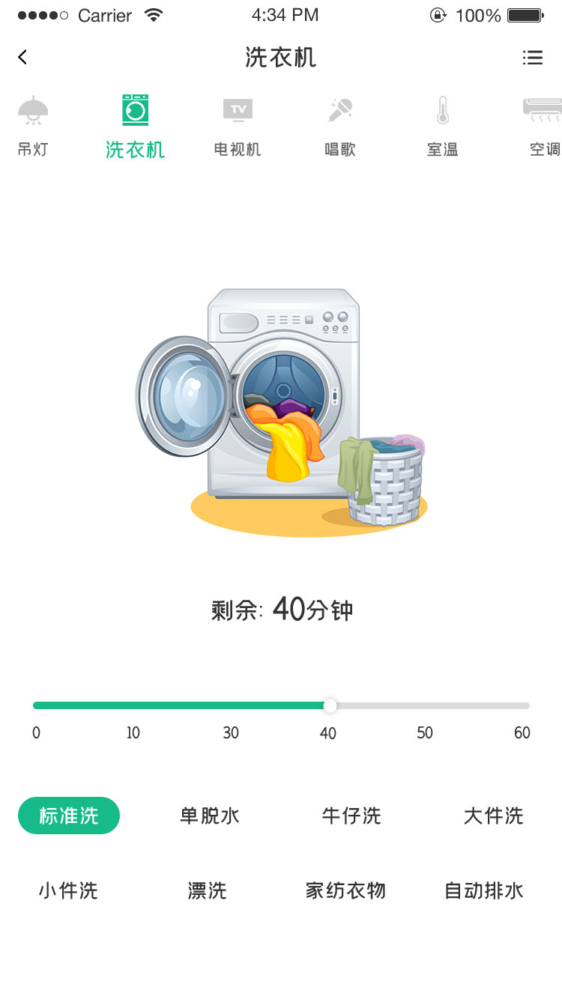 Carrier 4:34 PM 100%
洗衣机
TV
吊灯 洗衣机 电视机 唱歌 室温 空调
剩余: 40分钟
0 10 30 40 50 60
标准洗 单脱水 牛仔洗 大件洗
小件洗 漂洗 家纺衣物 自动排水